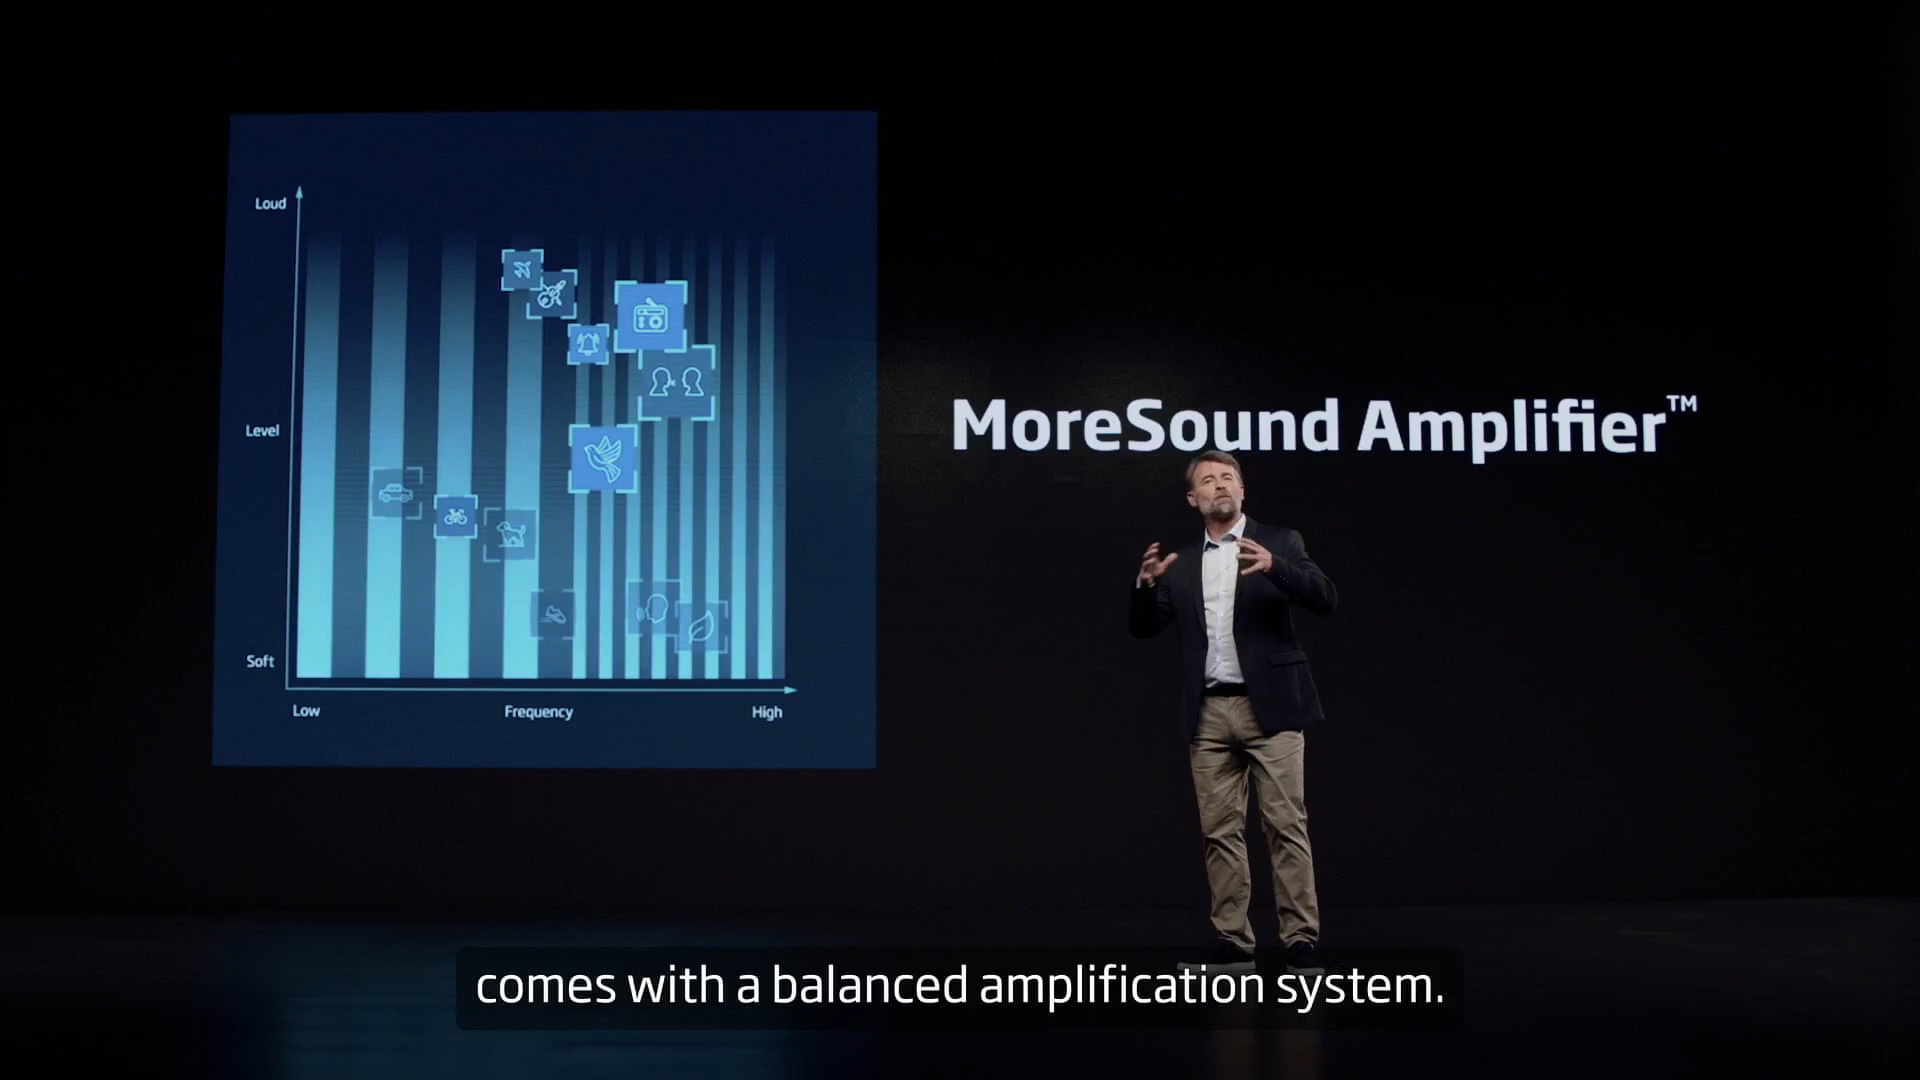 Loud
Level
Soft
Low
Frequency
High
MoreSound Amplifier™
comes with a balanced amplification system.